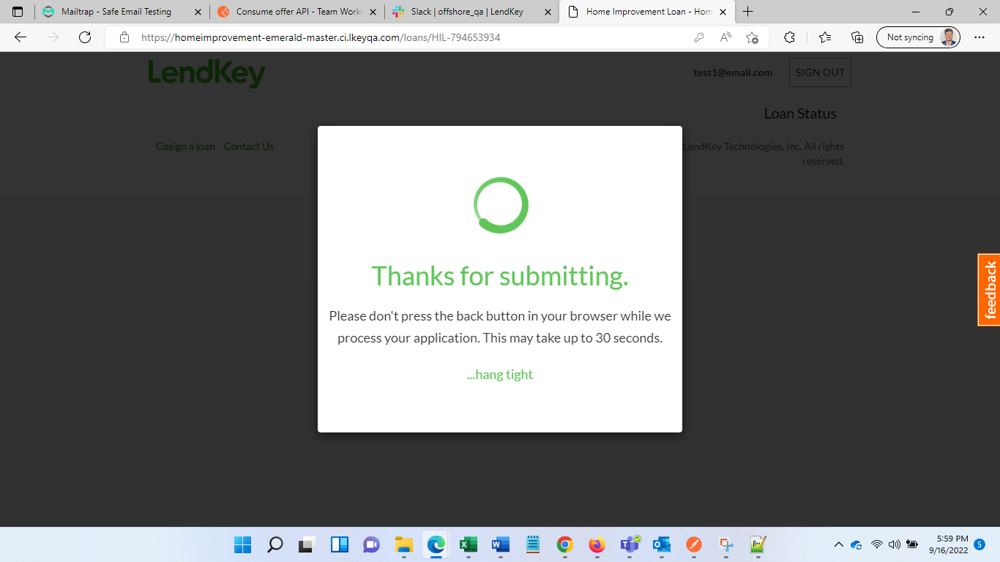 Mailtrap - Safe Email Testing
Consume offer API - Team Works
Slack | offshore_qa | LendKey
Home Improvement Loan - Hom
https://homeimprovement-emerald-master.ci.lkeyqa.com/loans/HIL-794653934
Not syncing
LendKey
test1@email.com
SIGN OUT
Loan Status
Cosign a loan
Contact Us
LendKey Technologies, Inc. All rights
reserved.
Thanks for submitting.
Please don't press the back button in your browser while we
process your application. This may take up to 30 seconds.
...hang tight
feedback
5:59 PM
9/16/2022
5